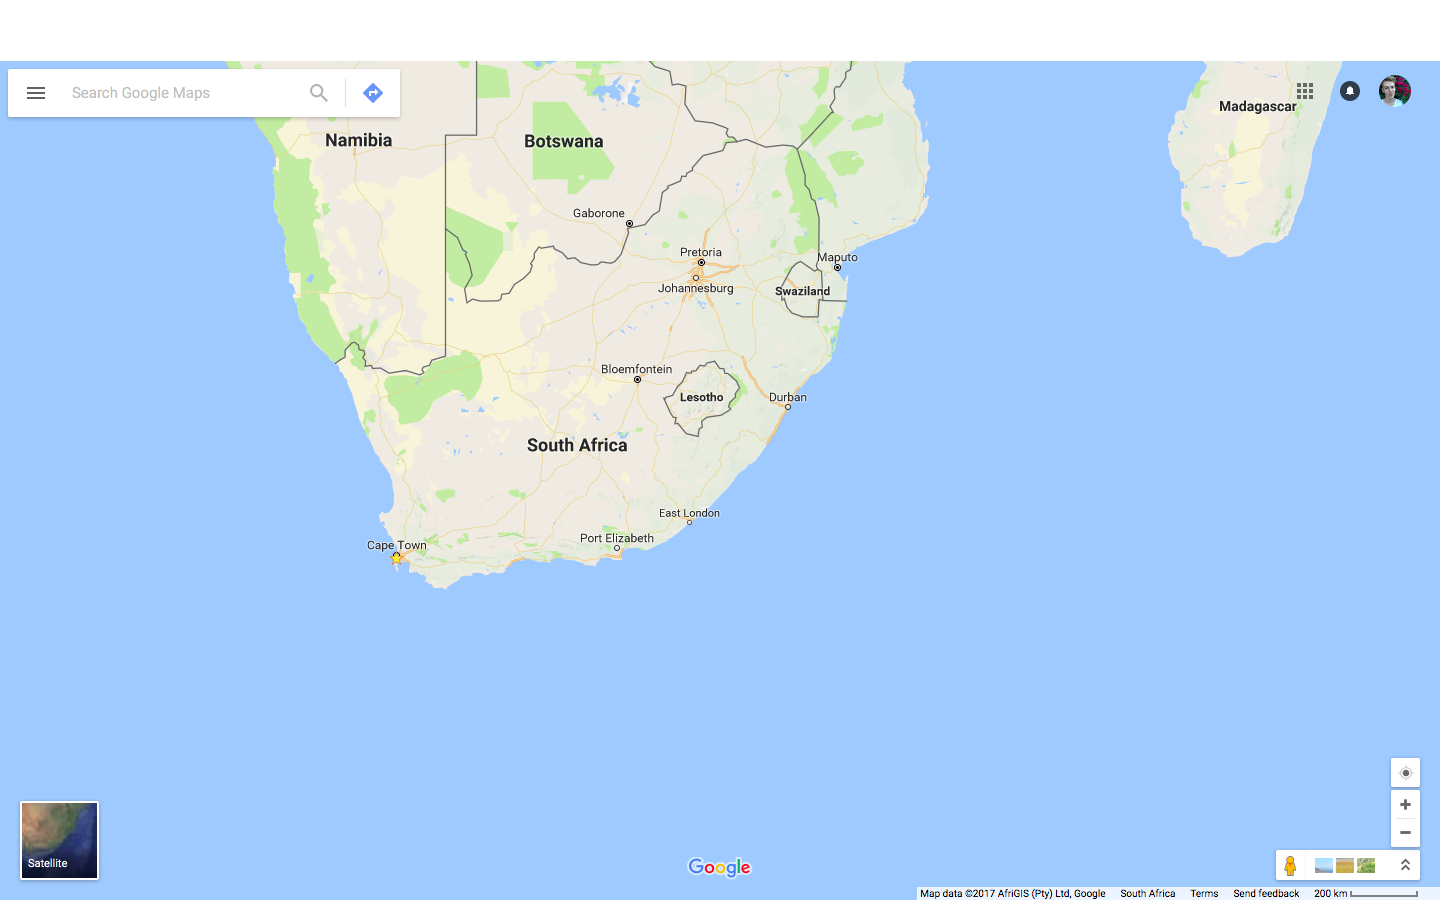 Search Google Maps
Madagascar
Namibia
Botswana
Gaborone
Pretoria
Maputo
Johannesburg
Swaziland
Bloemfontein
Lesotho
Durban
South Africa
East London
Port Elizabeth
Cape Town
Satellite
Google
Map data ©2017 AfriGIS (Pty) Ltd, Google South Africa Terms Send feedback 200 km